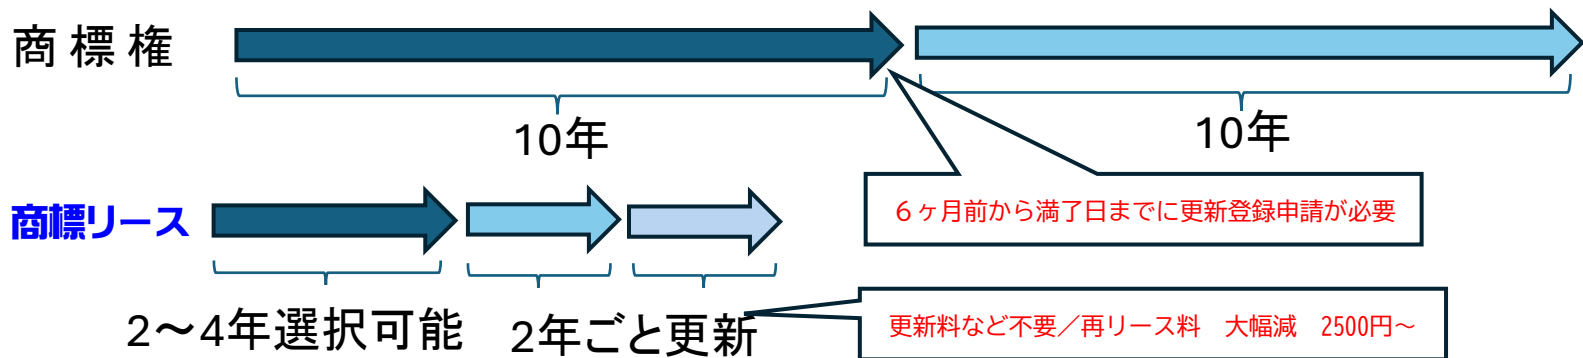 商標権
10年
10年
6ヶ月前から満了日までに更新登録申請が必要
商標リース
2～4年選択可能
2年ごと更新
更新料など不要／再リース料　大幅減　2500円～